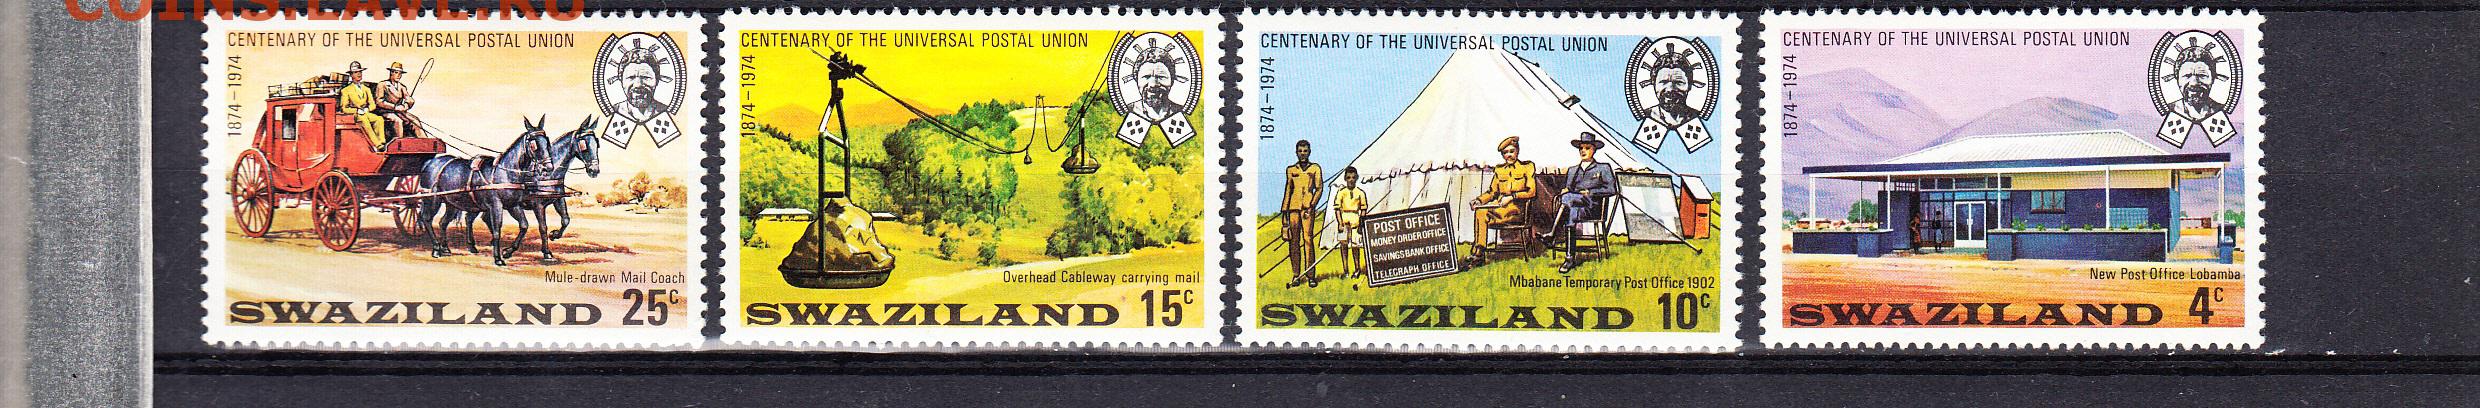 COINS.LAVE.RU
CENTENARY OF THE UNIVERSAL POSTAL UNION
1874–1974
Mule-drawn Mail Coach
SWAZILAND 25c
CENTENARY OF THE UNIVERSAL POSTAL UNION
1874–1974
Overhead Cableway carrying mail
SWAZILAND 15c
CENTENARY OF THE UNIVERSAL POSTAL UNION
1874–1974
POST OFFICE
MONEY ORDER OFFICE
SAVINGS BANK OFFICE
TELEGRAPH OFFICE
Mbabane Temporary Post Office 1902
SWAZILAND 10c
CENTENARY OF THE UNIVERSAL POSTAL UNION
1874–1974
New Post Office Lobamba
SWAZILAND 4c